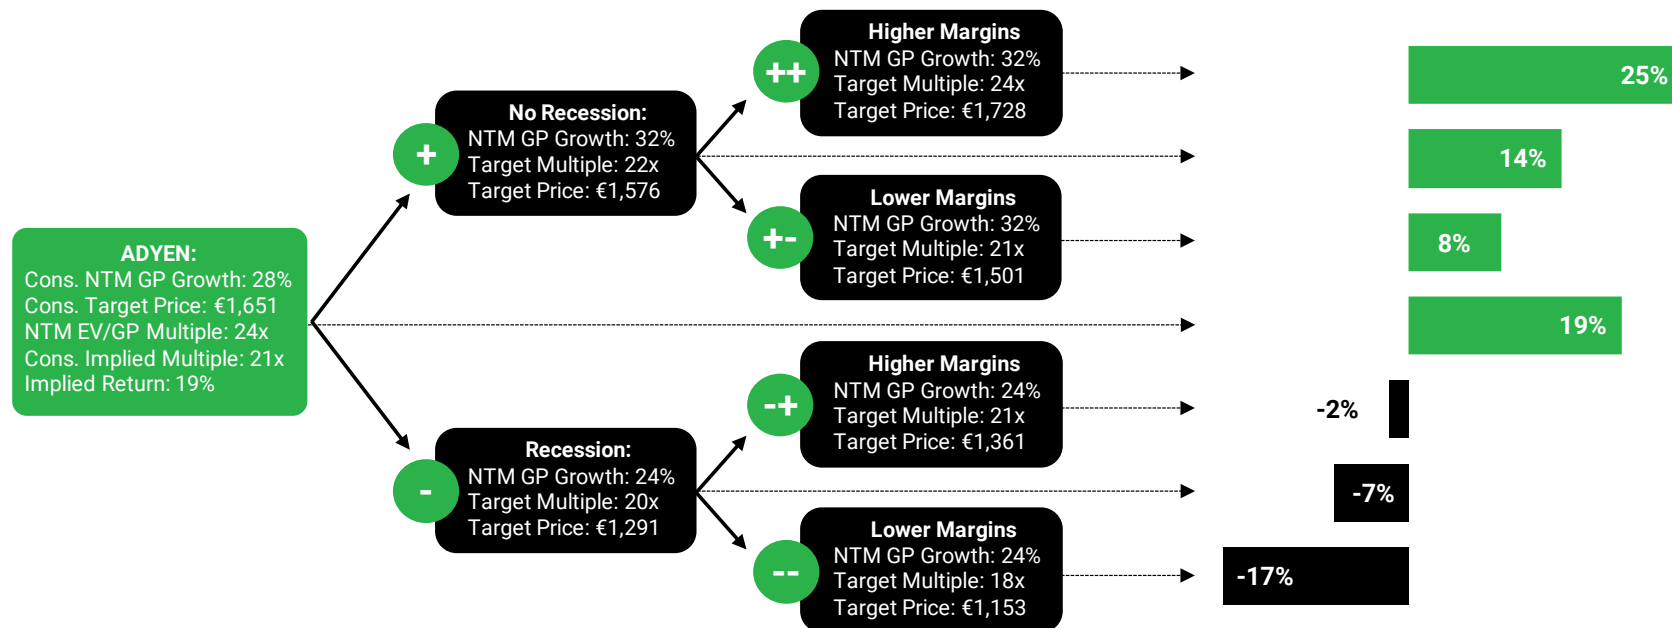 ADYEN:
Cons. NTM GP Growth: 28%
Cons. Target Price: €1,651
NTM EV/GP Multiple: 24x
Cons. Implied Multiple: 21x
Implied Return: 19%
+
No Recession:
NTM GP Growth: 32%
Target Multiple: 22x
Target Price: €1,576
-
Recession:
NTM GP Growth: 24%
Target Multiple: 20x
Target Price: €1,291
++
Higher Margins
NTM GP Growth: 32%
Target Multiple: 24x
Target Price: €1,728
+-
Lower Margins
NTM GP Growth: 32%
Target Multiple: 21x
Target Price: €1,501
-+
Higher Margins
NTM GP Growth: 24%
Target Multiple: 21x
Target Price: €1,361
--
Lower Margins
NTM GP Growth: 24%
Target Multiple: 18x
Target Price: €1,153
25%
14%
8%
19%
-2%
-7%
-17%